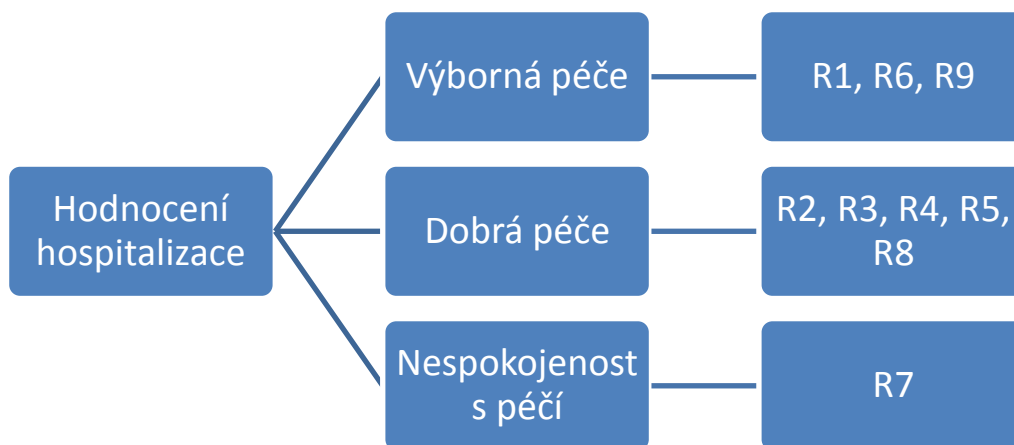 Výborná péče
R1, R6, R9
Hodnocení
hospitalizace
Dobrá péče
R2, R3, R4, R5,
R8
Nespokojenost
s péčí
R7